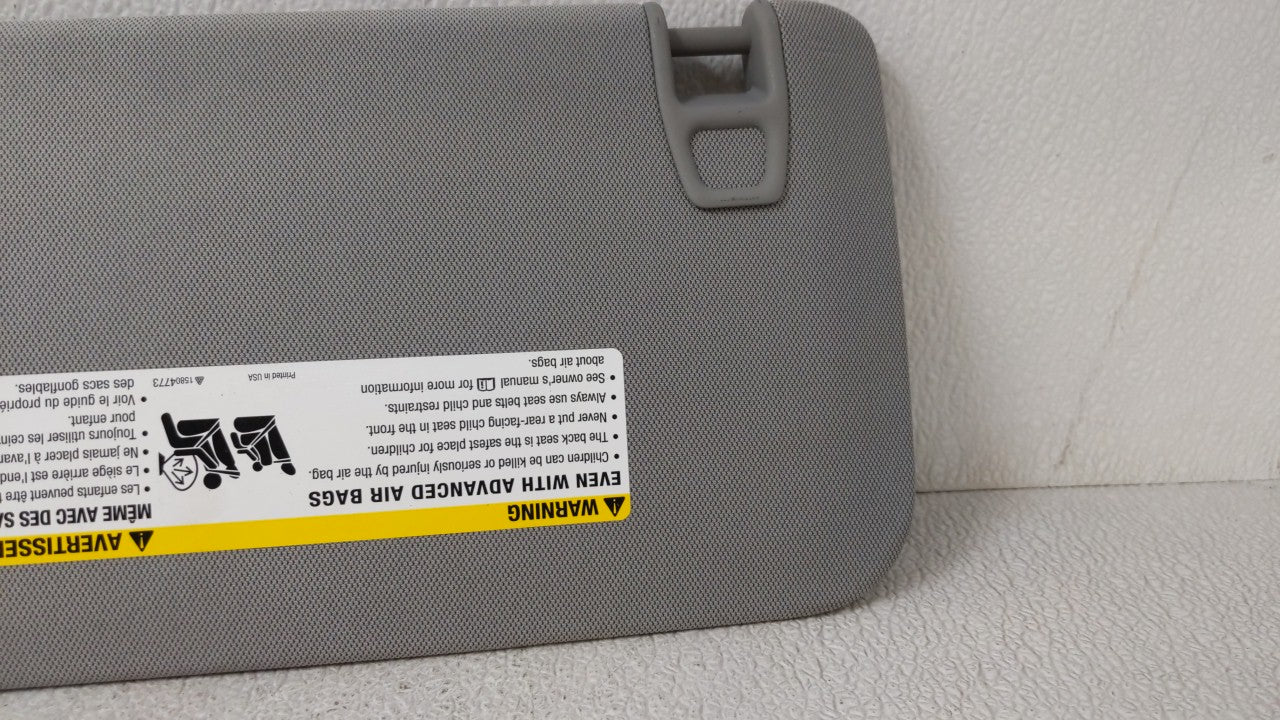 WARNING
EVEN WITH ADVANCED AIR BAGS
• Children can be killed or seriously injured by the air bag.
• The back seat is the safest place for children.
• Never put a rear-facing child seat in the front.
• Always use seat belts and child restraints.
• See owner's manual for more information
about air bags.
Printed in USA
15804773
AVERTISSE
MÊME AVEC DES SA
• Les enfants peuvent être
• Le siège arrière est l'end
• Ne jamais placer à l'avan
• Toujours utiliser les cein
pour enfant.
• Voir le guide du proprié
des sacs gonflables.